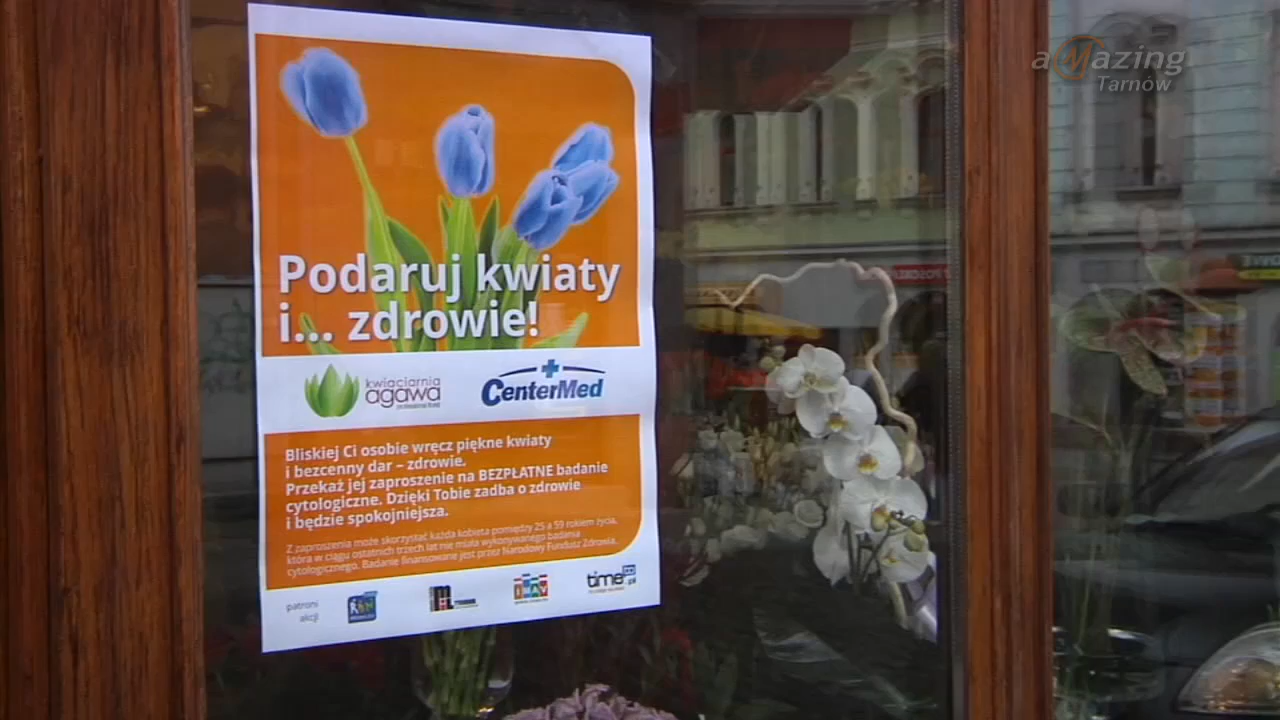 aMazing
Tarnów
Podaruj kwiaty
i... zdrowie!
kwiaciarnia
agawa
CenterMed
Bliskiej Ci osobie wręcz piękne kwiaty
i bezcenny dar – zdrowie.
Przekaż jej zaproszenie na BEZPŁATNE badanie
cytologiczne. Dzięki Tobie zadba o zdrowie
i będzie spokojniejsza.
Z zaproszenia może skorzystać każda kobieta pomiędzy 25 a 59 rokiem życia,
która w ciągu ostatnich trzech lat nie miała wykonywanego badania
cytologicznego. Badanie finansowane jest przez Narodowy Fundusz Zdrowia.
patroni
akcji
RDN
time